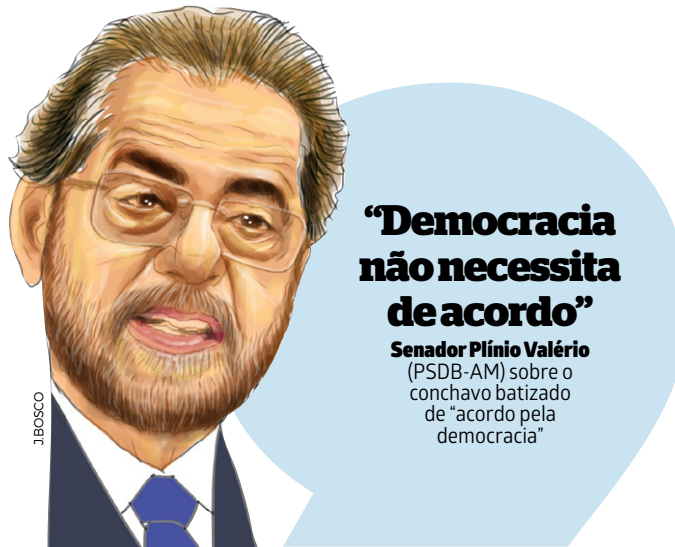 “Democracia
não necessita
de acordo”
Senador Plínio Valério
(PSDB-AM) sobre o
conchavo batizado
de “acordo pela
democracia”
J.BOSCO